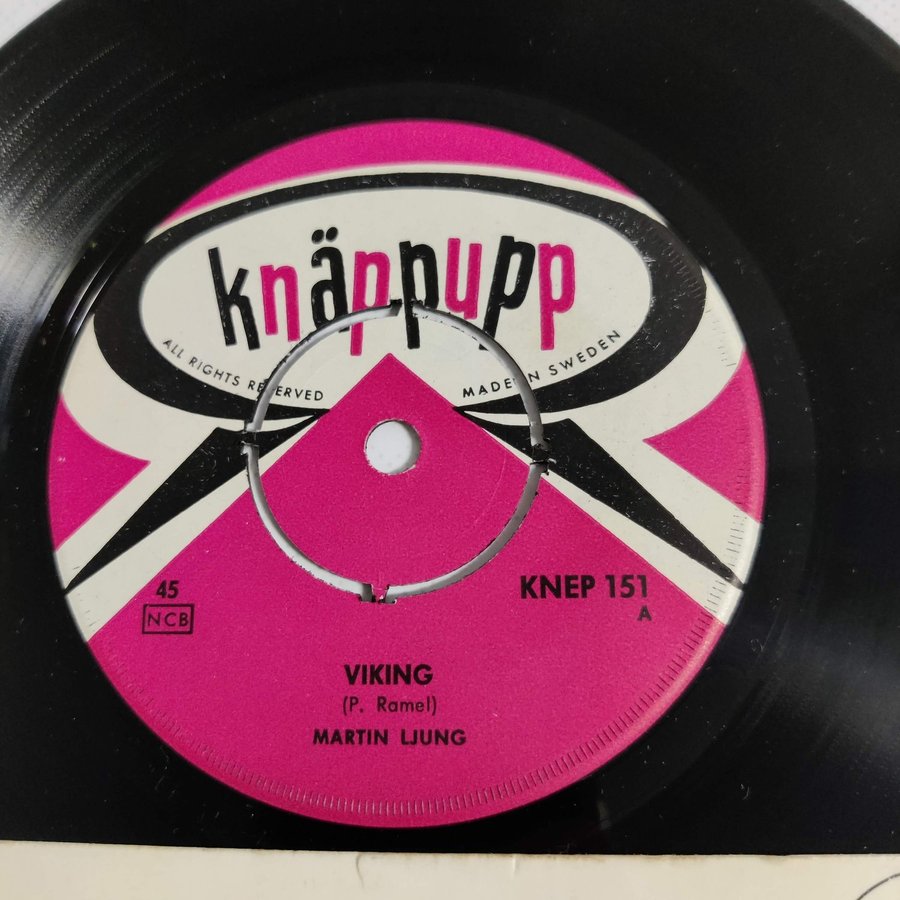 knäppupp
ALL RIGHTS RESERVED
MADE IN SWEDEN
45
NCB
KNEP 151
A
VIKING
(P. Ramel)
MARTIN LJUNG